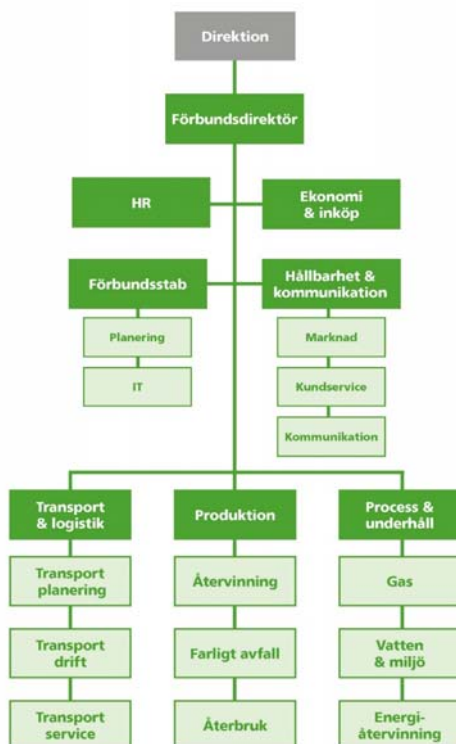 Direktion
Förbundsdirektör
HR
Ekonomi
& inköp
Förbundsstab
Hållbarhet &
kommunikation
Planering
Marknad
IT
Kundservice
Kommunikation
Transport
& logistik
Produktion
Process &
underhåll
Transport
planering
Återvinning
Gas
Transport
drift
Farligt avfall
Vatten
& miljö
Transport
service
Återbruk
Energi-
återvinning